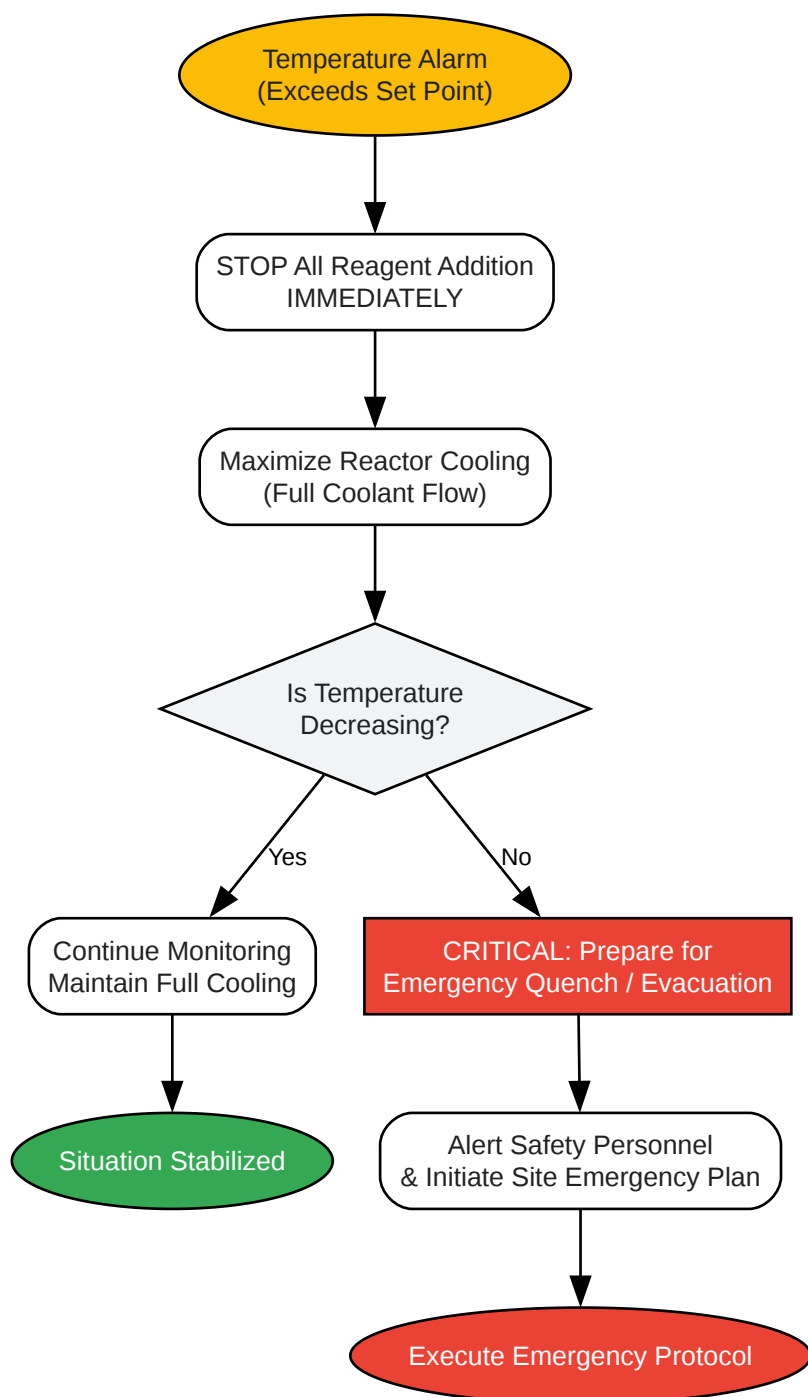 Temperature Alarm
(Exceeds Set Point)
STOP All Reagent Addition
IMMEDIATELY
Maximize Reactor Cooling
(Full Coolant Flow)
Is Temperature
Decreasing?
Yes
No
Continue Monitoring
Maintain Full Cooling
CRITICAL: Prepare for
Emergency Quench / Evacuation
Situation Stabilized
Alert Safety Personnel
& Initiate Site Emergency Plan
Execute Emergency Protocol